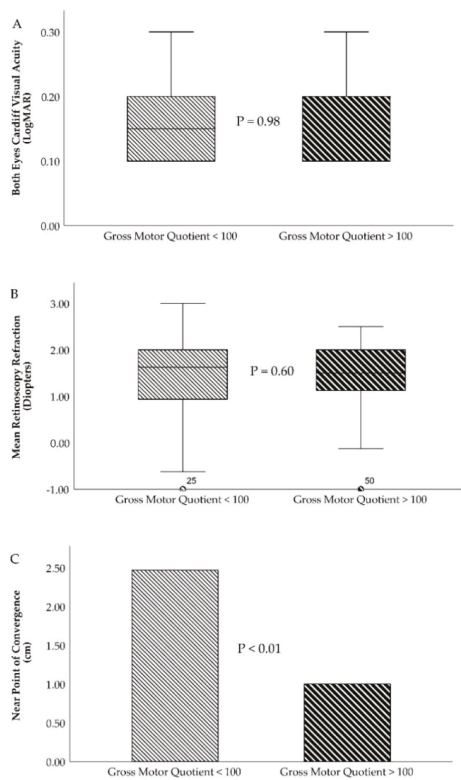 A
Both Eyes Cardiff Visual Acuity
(LogMAR)
0.30
0.20
0.10
0.00
P = 0.98
Gross Motor Quotient < 100
Gross Motor Quotient > 100
B
Mean Retinoscopy Refraction
(Diopters)
3.00
2.00
1.00
0.00
-1.00
P = 0.60
25
50
Gross Motor Quotient < 100
Gross Motor Quotient > 100
C
Near Point of Convergence
(cm)
2.50
2.00
1.50
1.00
0.50
0.00
P < 0.01
Gross Motor Quotient < 100
Gross Motor Quotient > 100